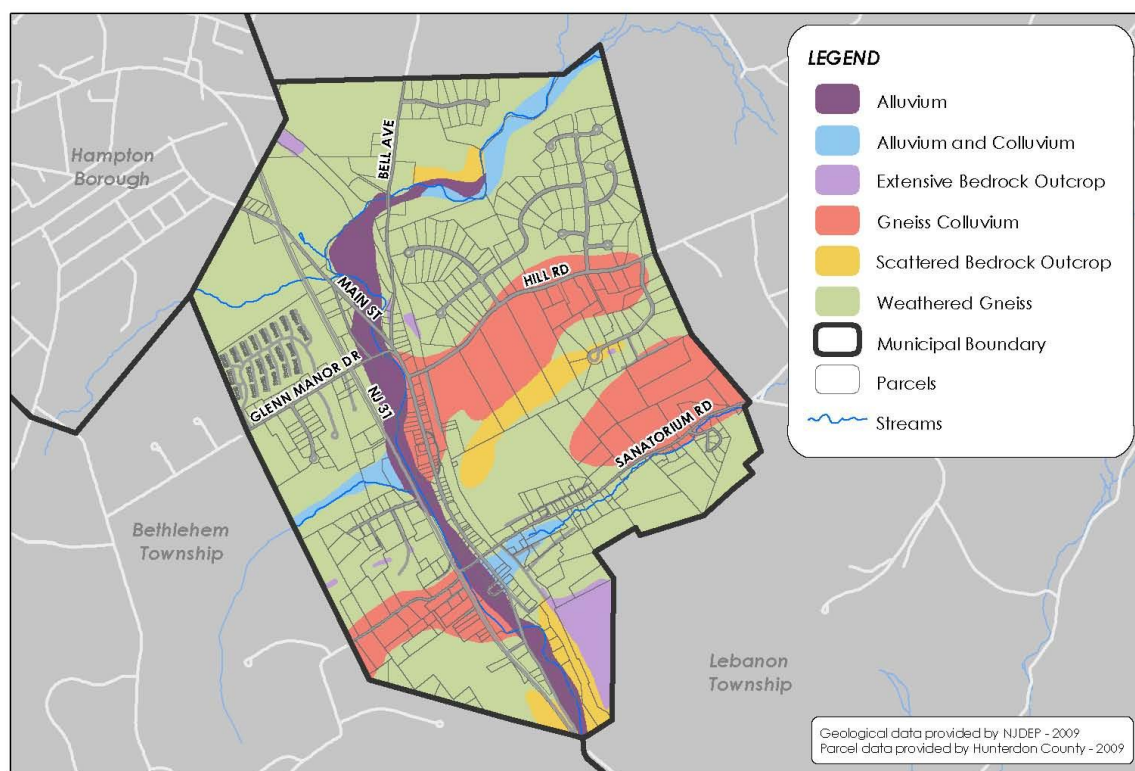 LEGEND
Alluvium
Alluvium and Colluvium
Extensive Bedrock Outcrop
Gneiss Colluvium
Scattered Bedrock Outcrop
Weathered Gneiss
Municipal Boundary
Parcels
Streams
Hampton
Borough
BELL AVE
HILL RD
MAIN ST
GLENN MANOR DR
NJ 31
SANATORIUM RD
Bethlehem
Township
Lebanon
Township
Geological data provided by NJDEP - 2009
Parcel data provided by Hunterdon County - 2009